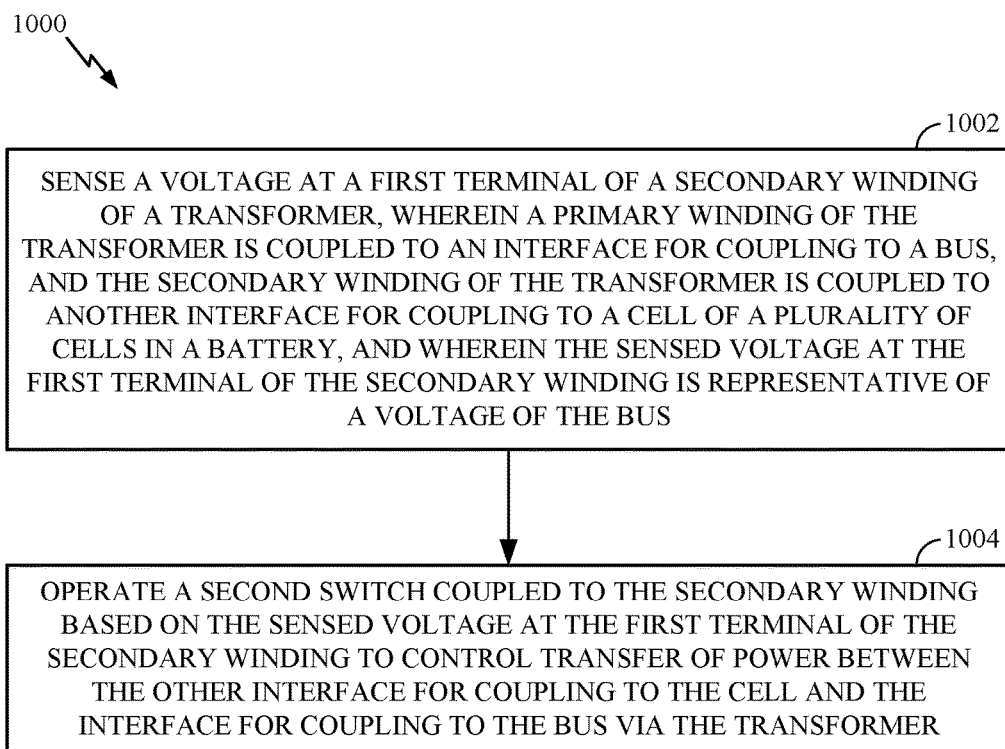 1000
1002
SENSE A VOLTAGE AT A FIRST TERMINAL OF A SECONDARY WINDING
OF A TRANSFORMER, WHEREIN A PRIMARY WINDING OF THE
TRANSFORMER IS COUPLED TO AN INTERFACE FOR COUPLING TO A BUS,
AND THE SECONDARY WINDING OF THE TRANSFORMER IS COUPLED TO
ANOTHER INTERFACE FOR COUPLING TO A CELL OF A PLURALITY OF
CELLS IN A BATTERY, AND WHEREIN THE SENSED VOLTAGE AT THE
FIRST TERMINAL OF THE SECONDARY WINDING IS REPRESENTATIVE OF
A VOLTAGE OF THE BUS
1004
OPERATE A SECOND SWITCH COUPLED TO THE SECONDARY WINDING
BASED ON THE SENSED VOLTAGE AT THE FIRST TERMINAL OF THE
SECONDARY WINDING TO CONTROL TRANSFER OF POWER BETWEEN
THE OTHER INTERFACE FOR COUPLING TO THE CELL AND THE
INTERFACE FOR COUPLING TO THE BUS VIA THE TRANSFORMER